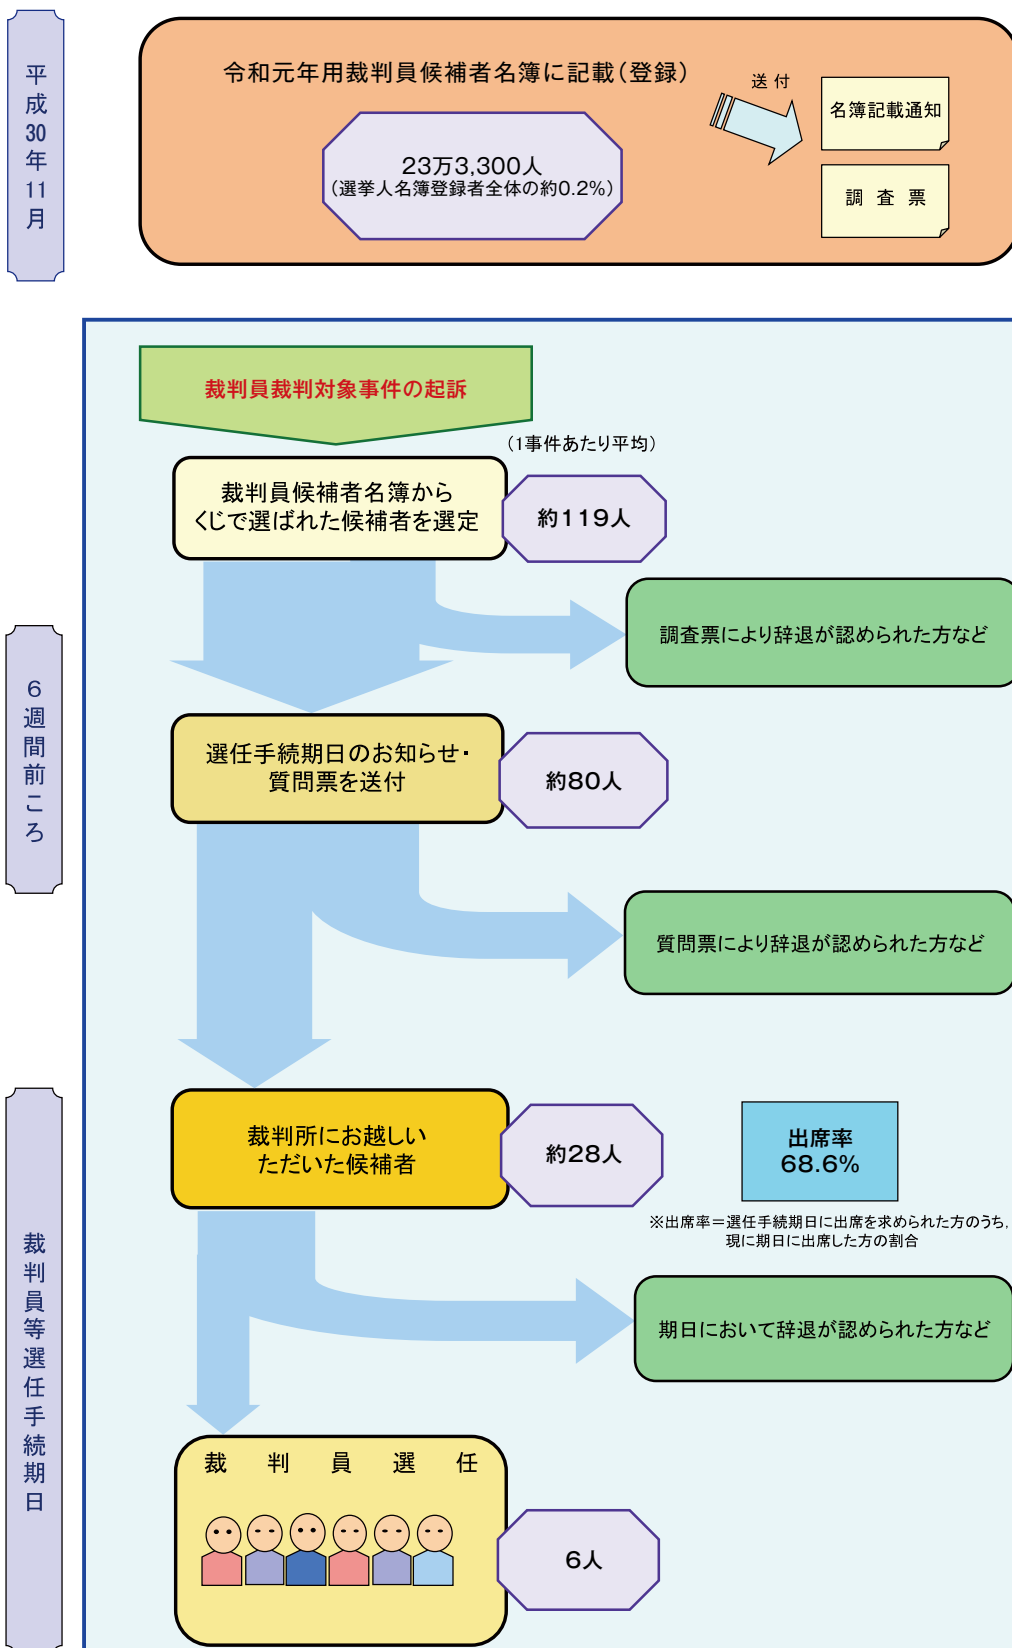 平成30年11月
令和元年用裁判員候補者名簿に記載(登録)
23万3,300人
(選挙人名簿登録者全体の約0.2%)
送付
名簿記載通知
調査票
裁判員裁判対象事件の起訴
(1事件あたり平均)
裁判員候補者名簿から
くじで選ばれた候補者を選定
約119人
調査票により辞退が認められた方など
6週間前ころ
選任手続期日のお知らせ・
質問票を送付
約80人
質問票により辞退が認められた方など
裁判員等選任手続期日
裁判所にお越しい
ただいた候補者
約28人
出席率
68.6%
※出席率=選任手続期日に出席を求められた方のうち,
現に期日に出席した方の割合
期日において辞退が認められた方など
裁判員選任
6人